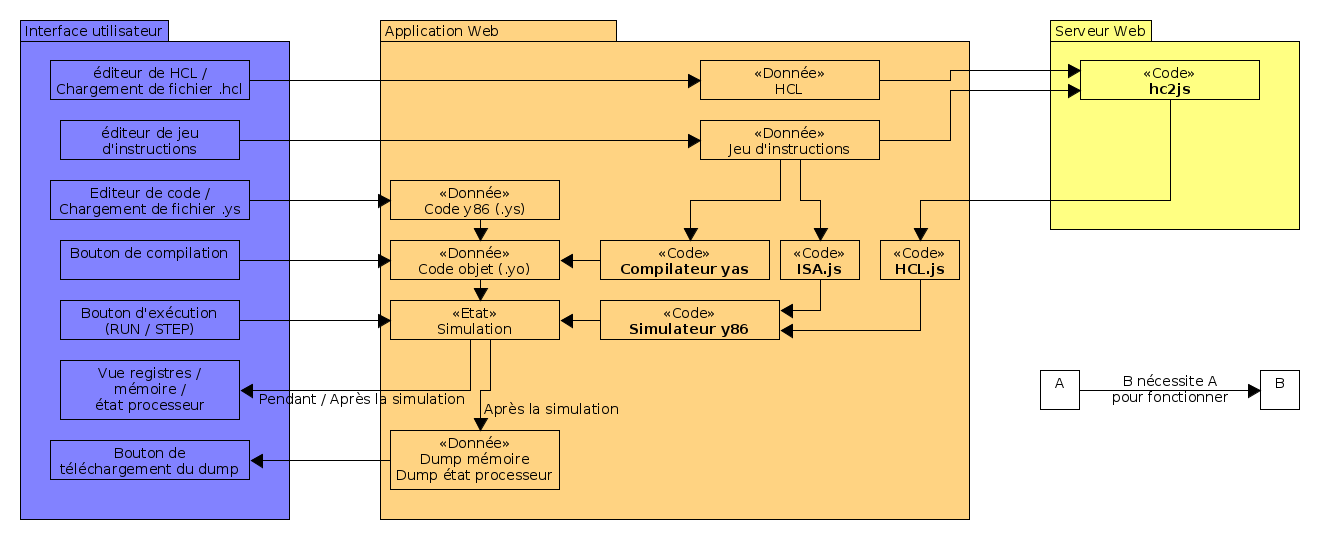 Interface utilisateur
éditeur de HCL /
Chargement de fichier .hcl
éditeur de jeu
d'instructions
Editeur de code /
Chargement de fichier .ys
Bouton de compilation
Bouton d'exécution
(RUN / STEP)
Vue registres /
mémoire /
état processeur
Bouton de
téléchargement du dump
Application Web
«Donnée»
HCL
«Donnée»
Jeu d'instructions
«Donnée»
Code y86 (.ys)
«Donnée»
Code objet (.yo)
«Code»
Compilateur yas
«Code»
ISA.js
«Code»
HCL.js
«Etat»
Simulation
«Code»
Simulateur y86
Pendant / Après la simulation
Après la simulation
«Donnée»
Dump mémoire
Dump état processeur
Serveur Web
«Code»
hc2js
A
B nécessite A
pour fonctionner
B